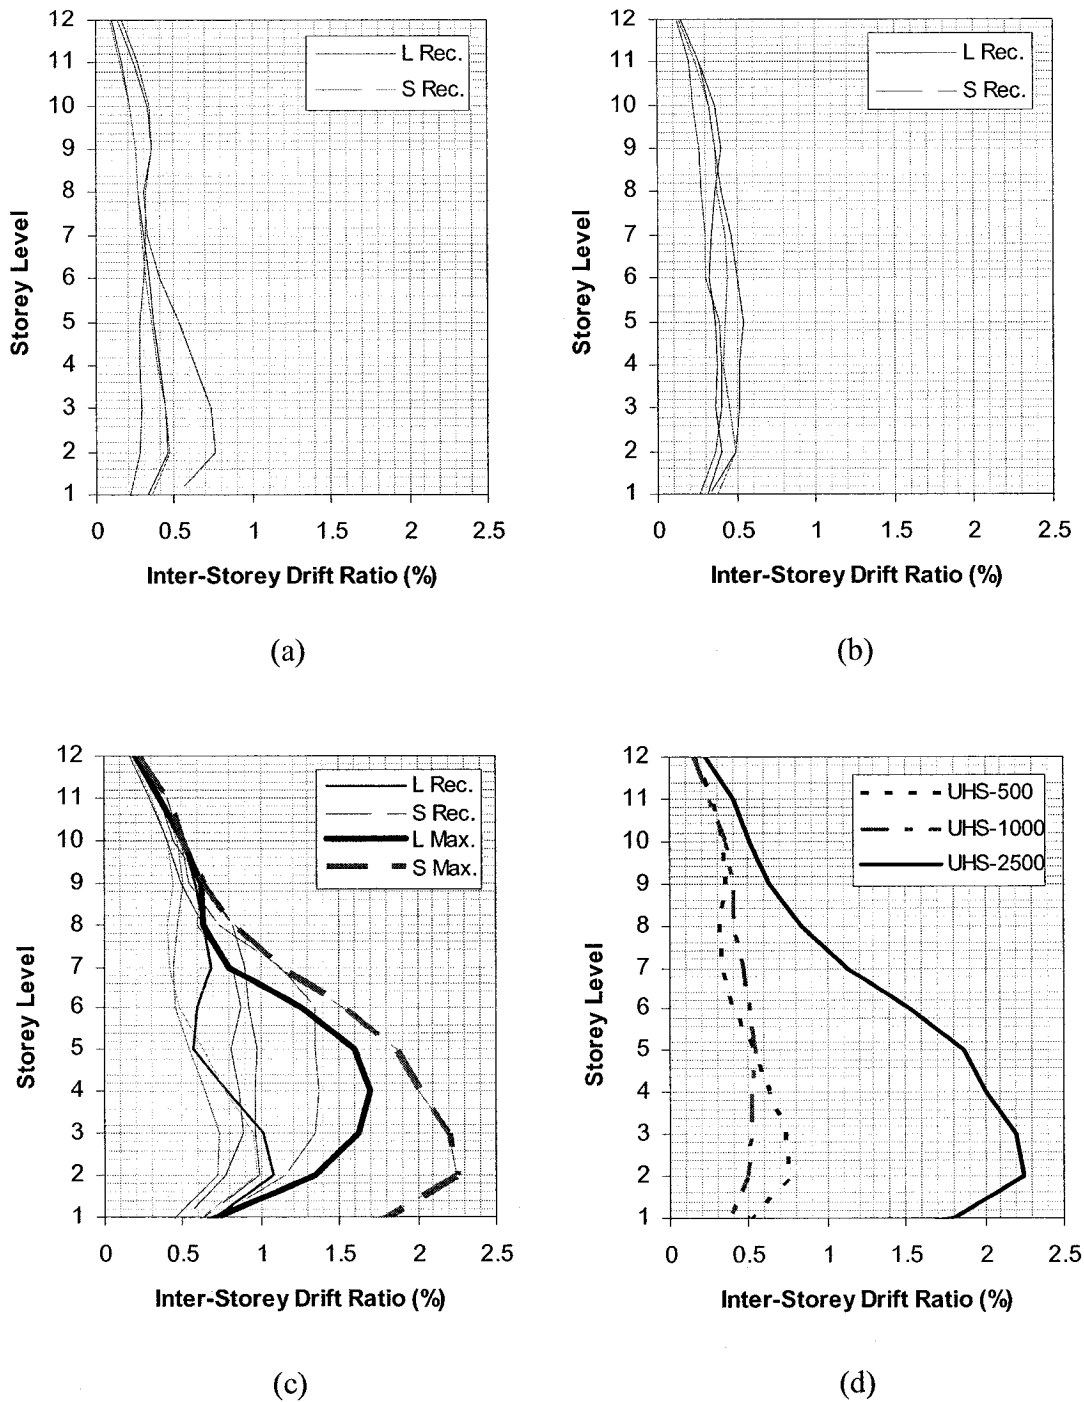 12
11
10
9
8
7
6
5
4
3
2
1
Storey Level
L Rec.
S Rec.
0 0.5 1 1.5 2 2.5
Inter-Storey Drift Ratio (%)
(a)
12
11
10
9
8
7
6
5
4
3
2
1
Storey Level
L Rec.
S Rec.
0 0.5 1 1.5 2 2.5
Inter-Storey Drift Ratio (%)
(b)
12
11
10
9
8
7
6
5
4
3
2
1
Storey Level
L Rec.
S Rec.
L Max.
S Max.
0 0.5 1 1.5 2 2.5
Inter-Storey Drift Ratio (%)
(c)
12
11
10
9
8
7
6
5
4
3
2
1
Storey Level
UHS-500
UHS-1000
UHS-2500
0 0.5 1 1.5 2 2.5
Inter-Storey Drift Ratio (%)
(d)